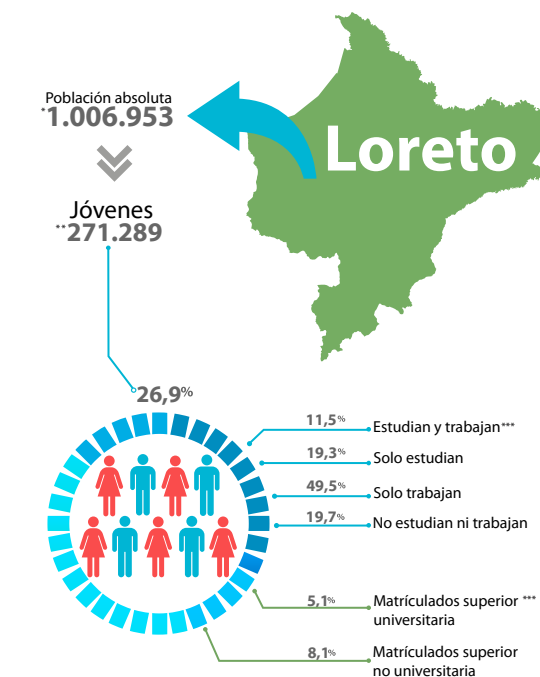 Loreto
Población absoluta
*1.006.953
Jóvenes
**271.289
26,9%
11,5% Estudian y trabajan***
19,3% Solo estudian
49,5% Solo trabajan
19,7% No estudian ni trabajan
5,1% Matrículados superior ***
universitaria
8,1% Matrículados superior
no universitaria